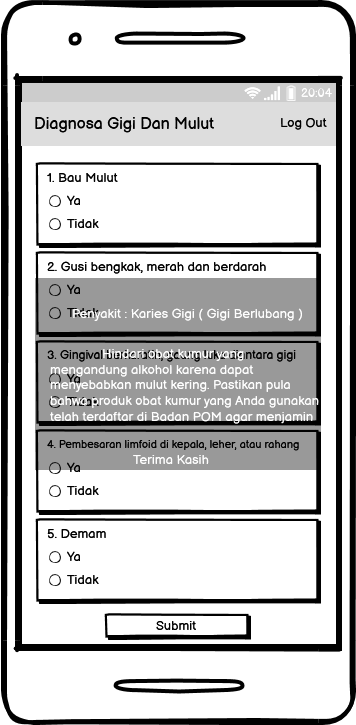 20:04
Diagnosa Gigi Dan Mulut
Log Out
1. Bau Mulut
Ya
Tidak
2. Gusi bengkak, merah dan berdarah
Ya
Tidak
Penyakit : Karies Gigi ( Gigi Berlubang )
3. Gingiva antara gigi
Hindari obat kumur yang
mengandung alkohol karena dapat
Ya
menyebabkan mulut kering. Pastikan pula
Tidak
bahwa produk obat kumur yang Anda gunakan
telah terdaftar di Badan POM agar menjamin
4. Pembesaran limfoid di kepala, leher, atau rahang
Terima Kasih
Ya
Tidak
5. Demam
Ya
Tidak
Submit